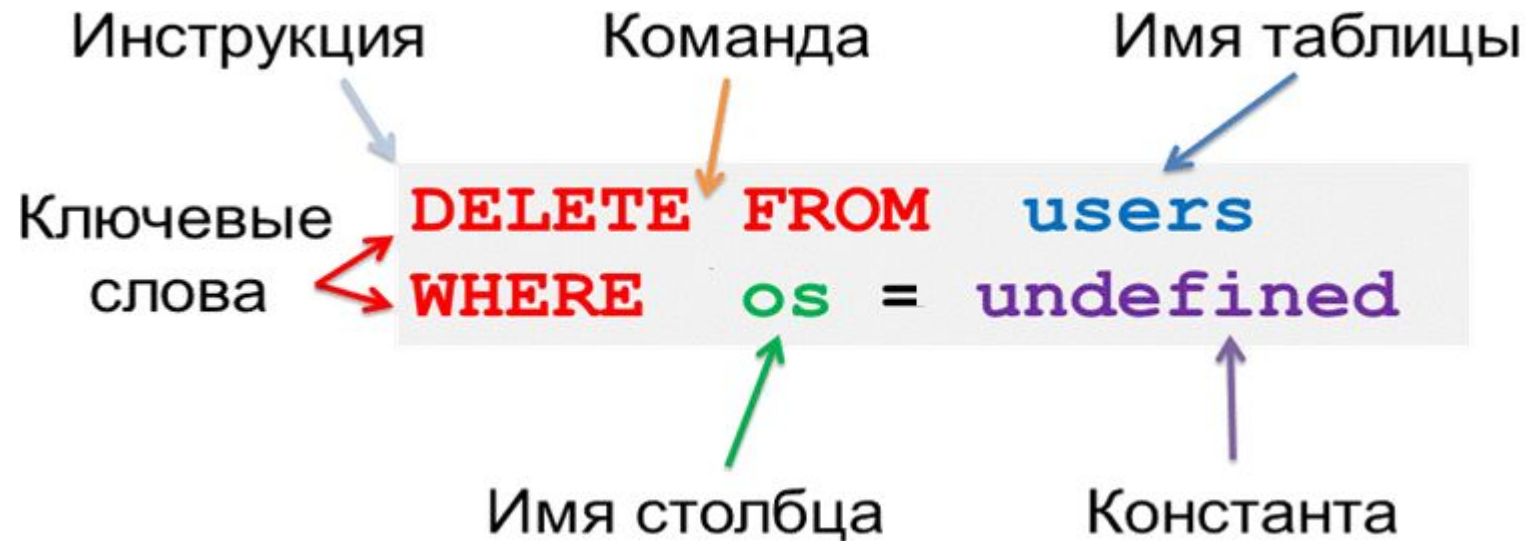 Инструкция Команда Имя таблицы
Ключевые
слова
DELETE FROM users
WHERE os = undefined
Имя столбца Константа